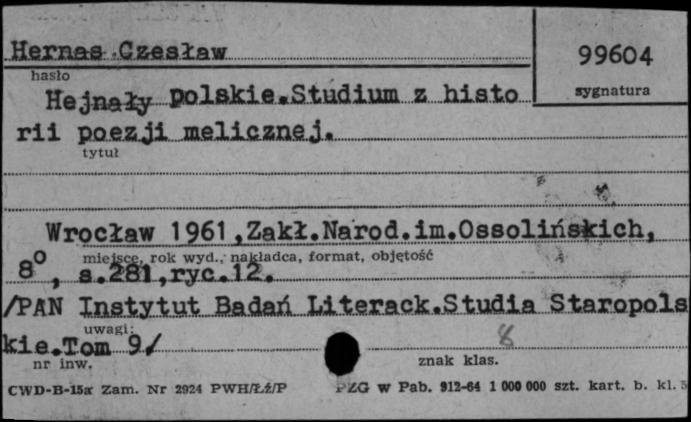 Hernas Czesław
99604
hasło
sygnatura
Hejnały polskie.Studium z histo
rii poezji melicznej.
tytuł
Wrocław 1961,Zakł.Narod.im.Ossolińskich,
miejsce, rok wyd., nakładca, format, objętość
8⁰, s.281,ryc.12.
/PAN Instytut Badań Literack.Studia Staropols
uwagi:
kie.Tom 9/
8
nr inw.
znak klas.
CWD-B-15a Zam. Nr 2924 PWH/Łź/P
PZG w Pab. 912-64 1 000 000 szt. kart. b. kl.